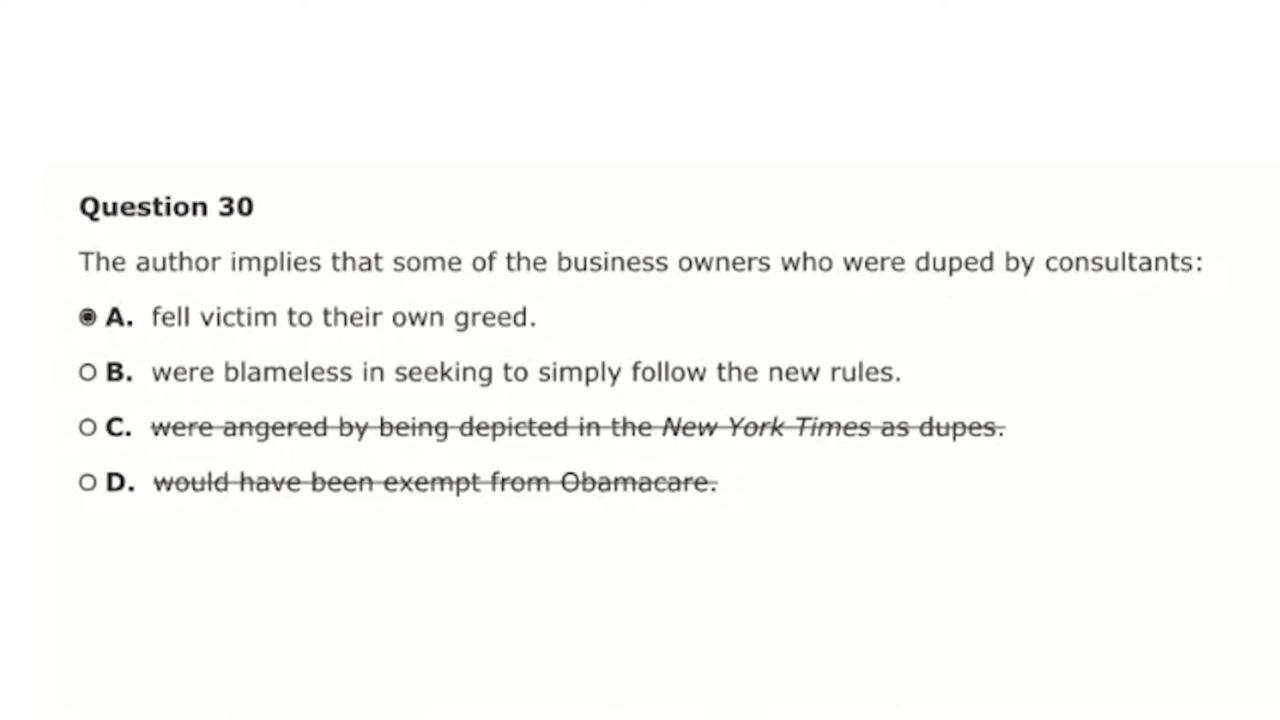 Question 30
The author implies that some of the business owners who were duped by consultants:
A. fell victim to their own greed.
B. were blameless in seeking to simply follow the new rules.
C. were angered by being depicted in the New York Times as dupes.
D. would have been exempt from Obamacare.